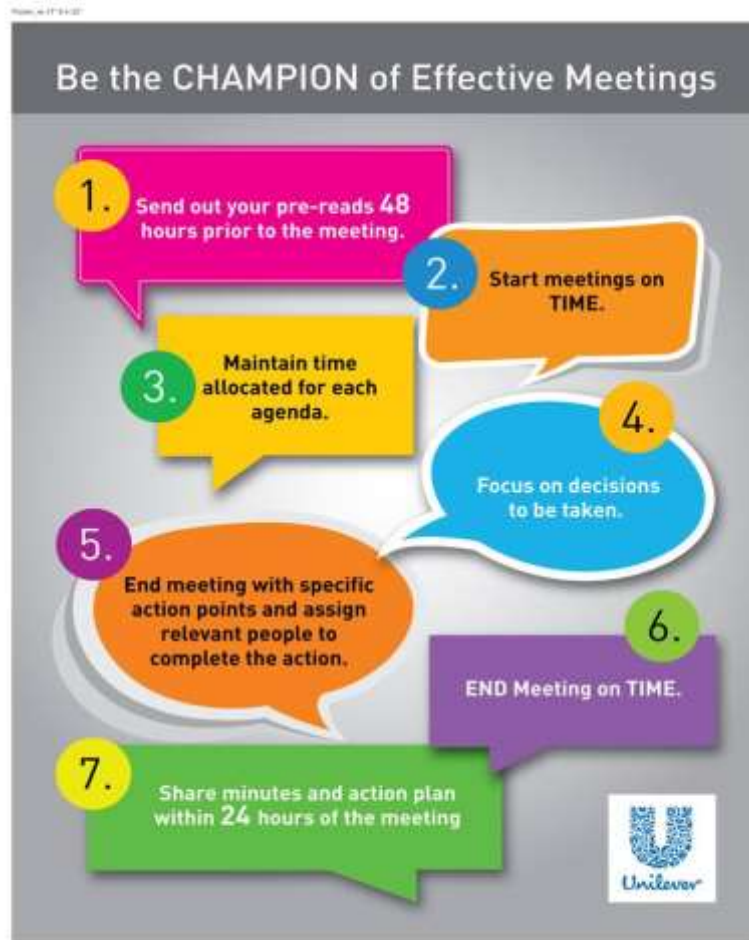 Be the CHAMPION of Effective Meetings
1.
Send out your pre-reads 48
hours prior to the meeting.
2.
Start meetings on
TIME.
3.
Maintain time
allocated for each
agenda.
4.
Focus on decisions
to be taken.
5.
End meeting with specific
action points and assign
relevant people to
complete the action.
6.
END Meeting on TIME.
7.
Share minutes and action plan
within 24 hours of the meeting
Unilever